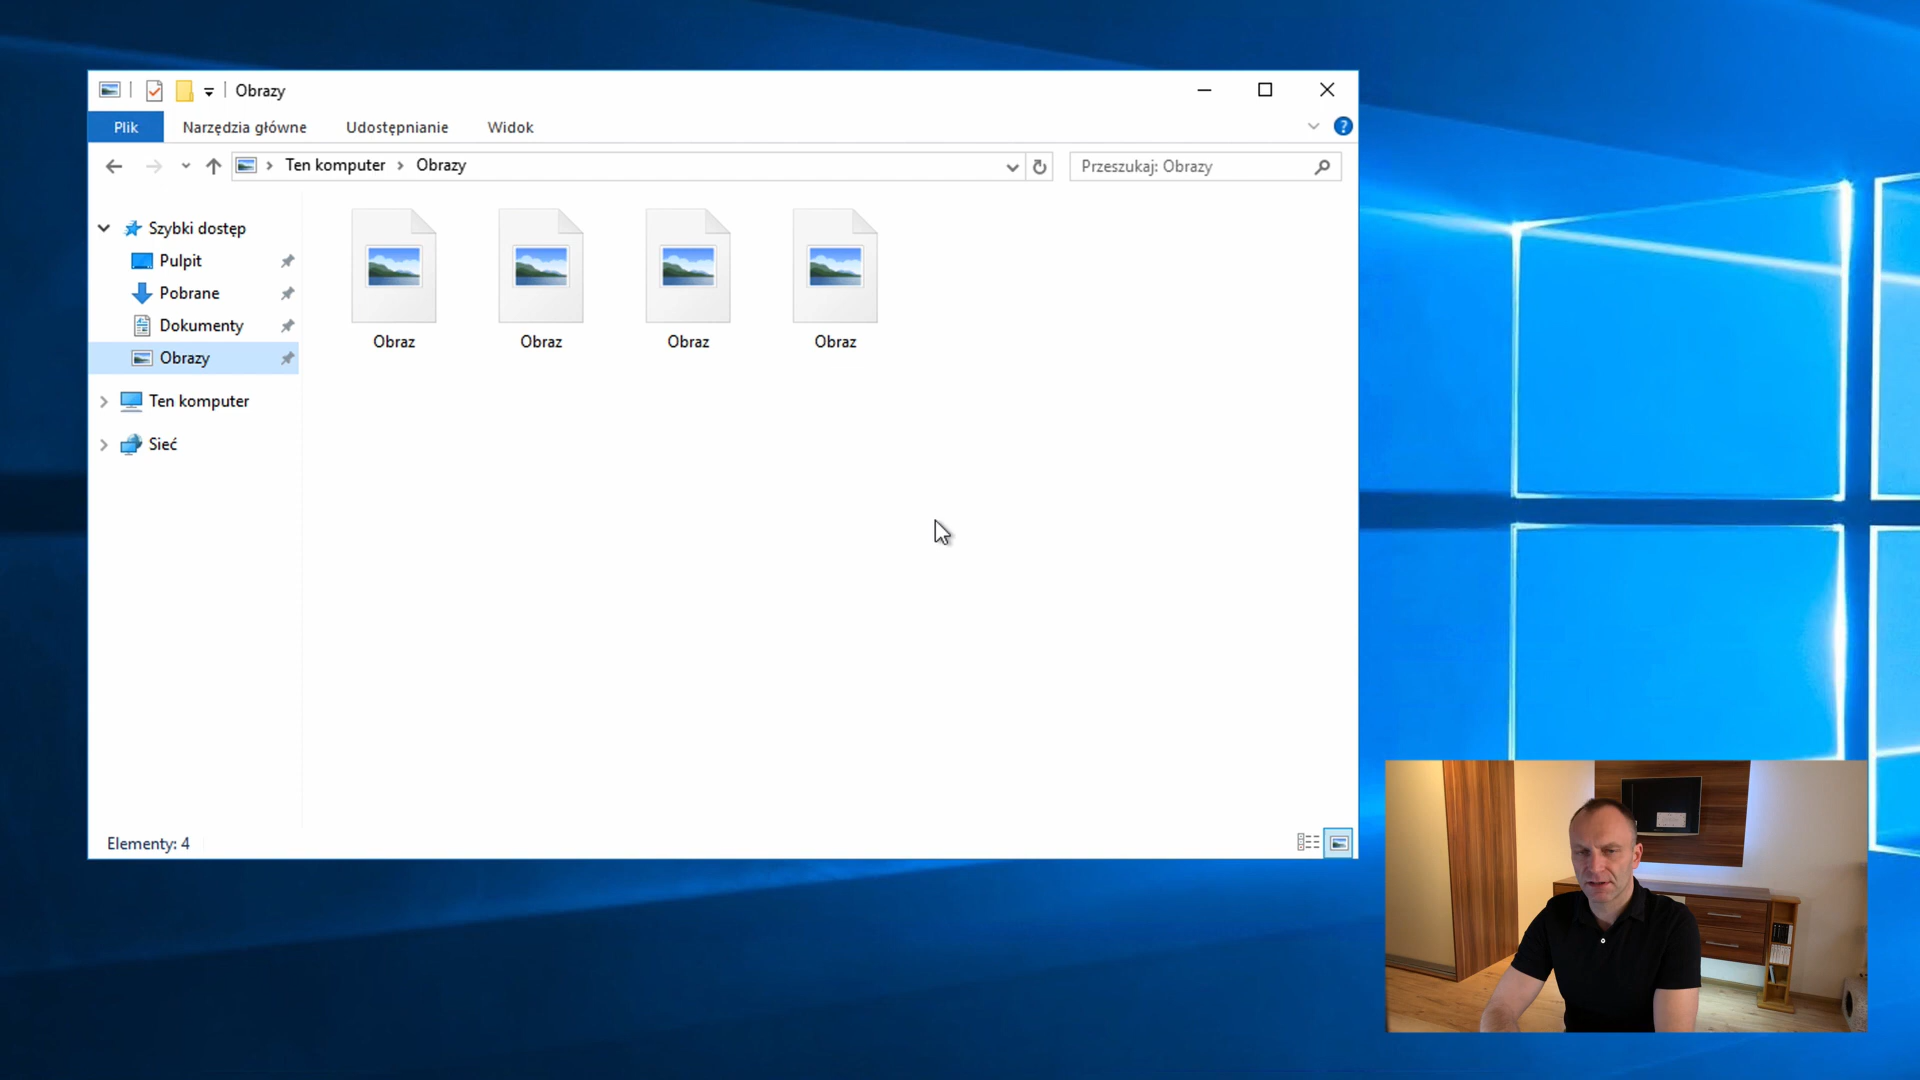 Obrazy
Plik Narzędzia główne Udostępnianie Widok ?
Ten komputer Obrazy Przeszukaj: Obrazy
Szybki dostęp
Pulpit
Pobrane
Dokumenty
Obrazy
Ten komputer
Sieć
Obraz Obraz Obraz Obraz
Elementy: 4